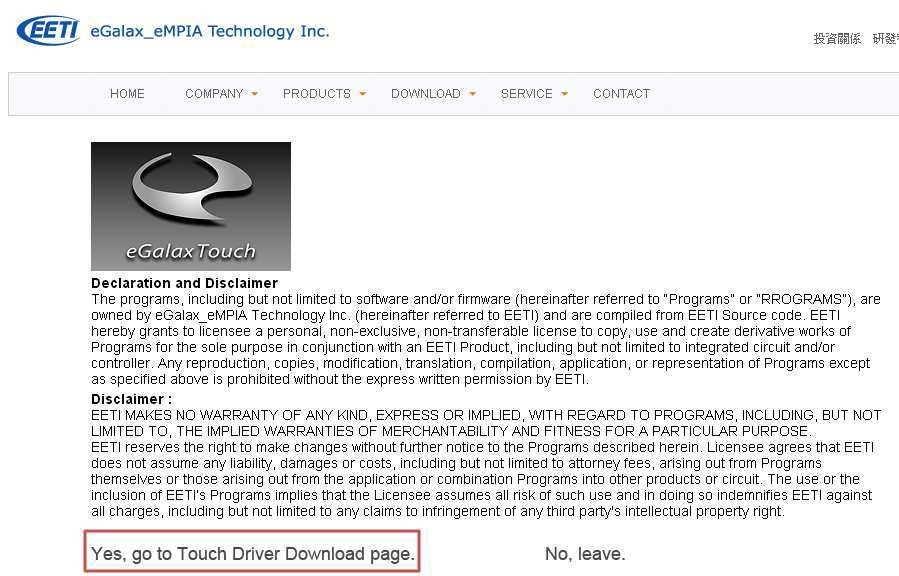 EETI eGalax_eMPIA Technology Inc.
投資關係 研發
HOME COMPANY PRODUCTS DOWNLOAD SERVICE CONTACT
eGalaxTouch
Declaration and Disclaimer
The programs, including but not limited to software and/or firmware (hereinafter referred to "Programs" or "RROGRAMS"), are
owned by eGalax_eMPIA Technology Inc. (hereinafter referred to EETI) and are compiled from EETI Source code. EETI
hereby grants to licensee a personal, non-exclusive, non-transferable license to copy, use and create derivative works of
Programs for the sole purpose in conjunction with an EETI Product, including but not limited to integrated circuit and/or
controller. Any reproduction, copies, modification, translation, compilation, application, or representation of Programs except
as specified above is prohibited without the express written permission by EETI.
Disclaimer :
EETI MAKES NO WARRANTY OF ANY KIND, EXPRESS OR IMPLIED, WITH REGARD TO PROGRAMS, INCLUDING, BUT NOT
LIMITED TO, THE IMPLIED WARRANTIES OF MERCHANTABILITY AND FITNESS FOR A PARTICULAR PURPOSE.
EETI reserves the right to make changes without further notice to the Programs described herein. Licensee agrees that EETI
does not assume any liability, damages or costs, including but not limited to attorney fees, arising out from Programs
themselves or those arising out from the application or combination Programs into other products or circuit. The use or the
inclusion of EETI's Programs implies that the Licensee assumes all risk of such use and in doing so indemnifies EETI against
all charges, including but not limited to any claims to infringement of any third party's intellectual property right.
Yes, go to Touch Driver Download page. No, leave.